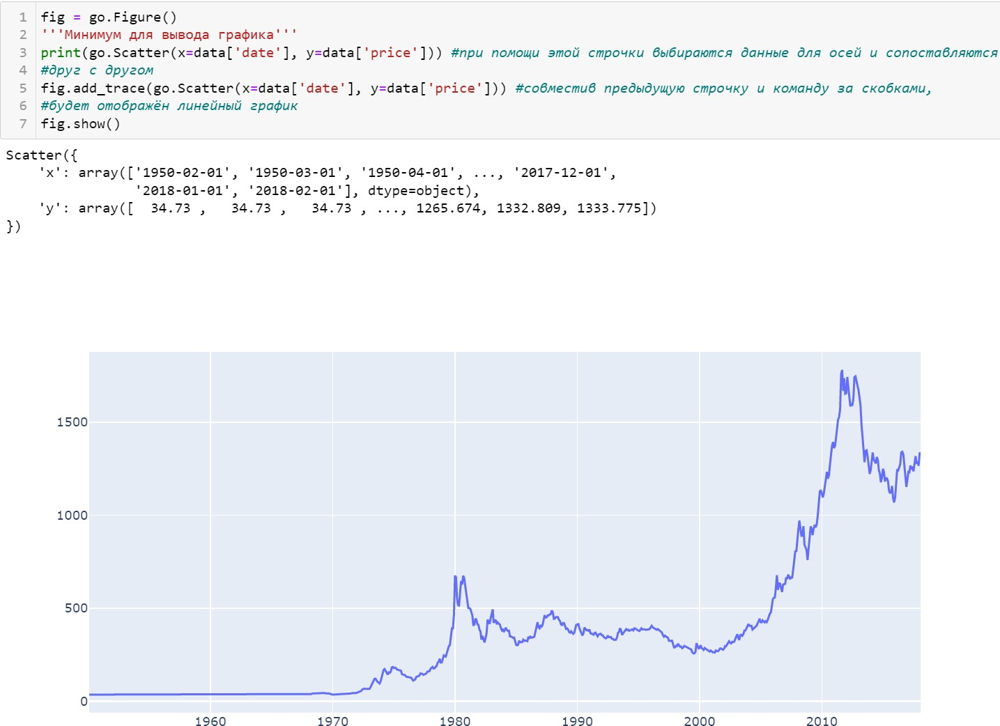 1 fig = go.Figure()
2 '''Минимум для вывода графика'''
3 print(go.Scatter(x=data['date'], y=data['price'])) #при помощи этой строчки выбираются данные для осей и сопоставляются
4 #друг с другом
5 fig.add_trace(go.Scatter(x=data['date'], y=data['price'])) #совместив предыдущую строчку и команду за скобками,
6 #будет отображён линейный график
7 fig.show()
Scatter({
    'x': array(['1950-02-01', '1950-03-01', '1950-04-01', ..., '2017-12-01',
                '2018-01-01', '2018-02-01'], dtype=object),
    'y': array([  34.73 ,   34.73 ,   34.73 , ..., 1265.674, 1332.809, 1333.775])
})
1500
1000
500
0
1960 1970 1980 1990 2000 2010